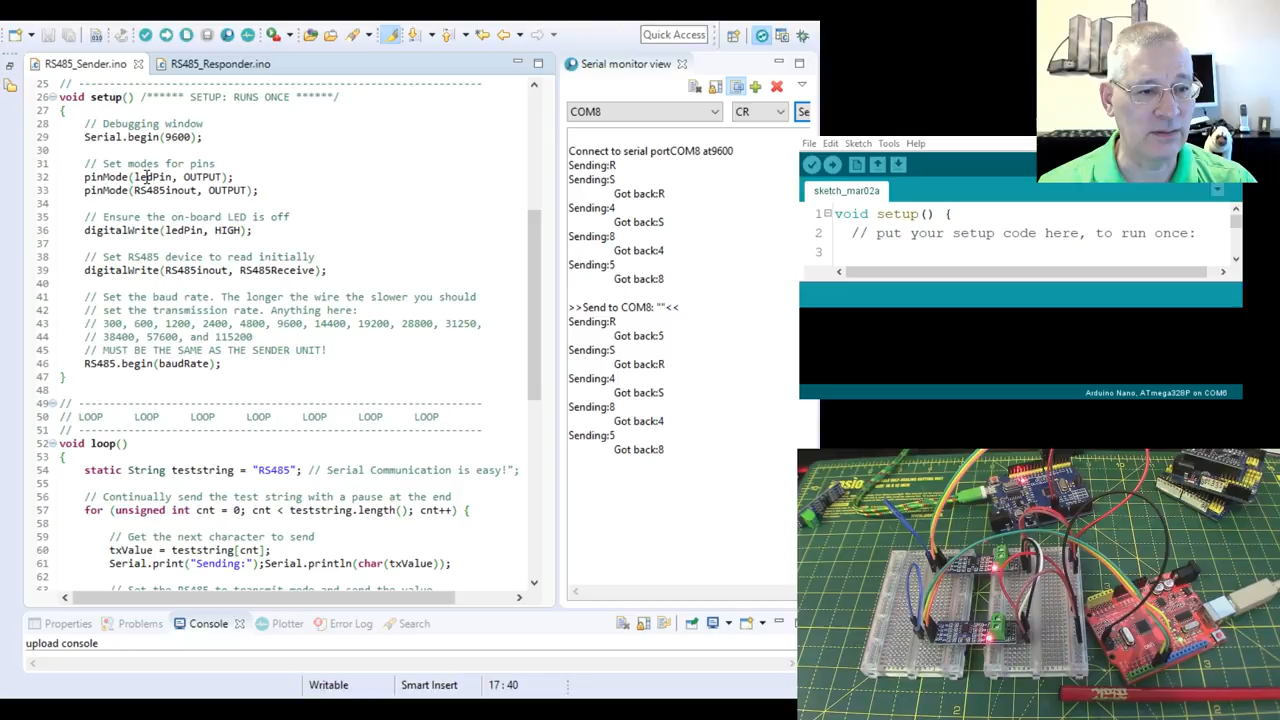 Quick Access
RS485_Sender.ino
RS485_Responder.ino
25 // ----------------------------------------------------------
26 void setup() /****** SETUP: RUNS ONCE ******/
27 {
28 // Debugging window
29 Serial.begin(9600);
30
31 // Set modes for pins
32 pinMode(ledPin, OUTPUT);
33 pinMode(RS485inout, OUTPUT);
34
35 // Ensure the on-board LED is off
36 digitalWrite(ledPin, HIGH);
37
38 // Set RS485 device to read initially
39 digitalWrite(RS485inout, RS485Receive);
40
41 // Set the baud rate. The longer the wire the slower you should
42 // set the transmission rate. Anything here:
43 // 300, 600, 1200, 2400, 4800, 9600, 14400, 19200, 28800, 31250,
44 // 38400, 57600, and 115200
45 // MUST BE THE SAME AS THE SENDER UNIT!
46 RS485.begin(baudRate);
47 }
48
49 // ----------------------------------------------------------
50 // LOOP LOOP LOOP LOOP LOOP LOOP LOOP
51 // ----------------------------------------------------------
52 void loop()
53 {
54 static String teststring = "RS485"; // Serial Communication is easy!";
55
56 // Continually send the test string with a pause at the end
57 for (unsigned int cnt = 0; cnt < teststring.length(); cnt++) {
58
59 // Get the next character to send
60 txValue = teststring[cnt];
61 Serial.print("Sending:");Serial.println(char(txValue));
62
Serial monitor view
COM8
CR
Se
Connect to serial portCOM8 at9600
Sending:R
Sending:S
Got back:R
Sending:4
Got back:S
Sending:8
Got back:4
Sending:5
Got back:8
>>Send to COM8: ""<<
Sending:R
Got back:5
Sending:S
Got back:R
Sending:4
Got back:S
Sending:8
Got back:4
Sending:5
Got back:8
Properties
Problems
Console
Plotter
Error Log
Search
upload console
Writable
Smart Insert
17:40
File Edit Sketch Tools Help
sketch_mar02a
1 void setup() {
2 // put your setup code here, to run once:
3
Arduino Nano, ATmega328P on COM6